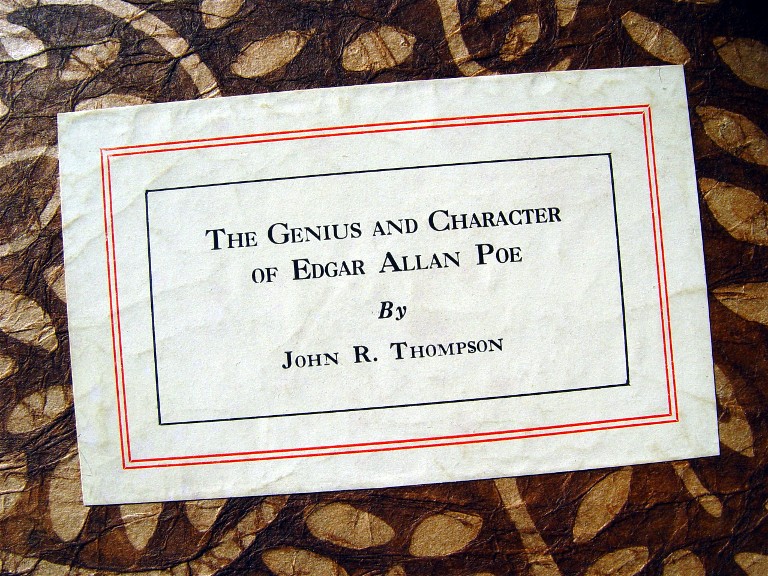 The Genius and Character
of Edgar Allan Poe
By
John R. Thompson